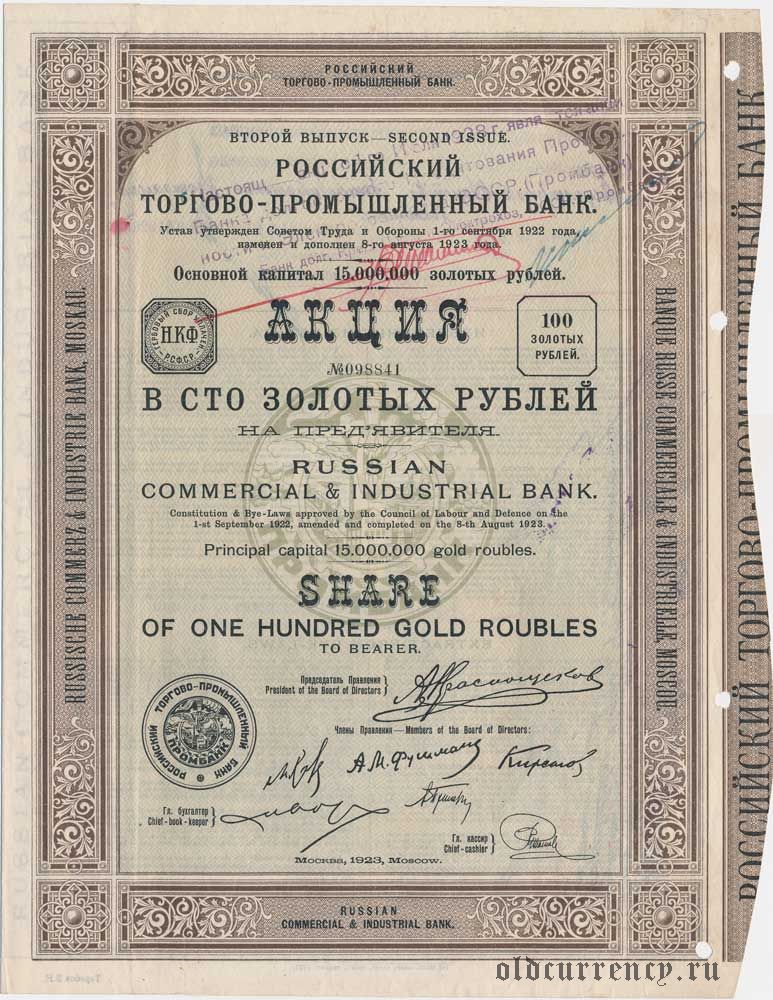 РОССИЙСКИЙ
ТОРГОВО-ПРОМЫШЛЕННЫЙ БАНК.
ВТОРОЙ ВЫПУСК—SECOND ISSUE.
РОССИЙСКИЙ
ТОРГОВО-ПРОМЫШЛЕННЫЙ БАНК.
Устав утвержден Советом Труда и Обороны 1-го сентября 1922 года,
изменен и дополнен 8-го августа 1923 года.
Основной капитал 15.000.000 золотых рублей.
АКЦИЯ
ГЕРБОВЫЙ СБОР УПЛАЧЕН
НКФ
Р.С.Ф.С.Р.
100
ЗОЛОТЫХ
РУБЛЕЙ.
№098841
В СТО ЗОЛОТЫХ РУБЛЕЙ
НА ПРЕД'ЯВИТЕЛЯ.
RUSSIAN
COMMERCIAL & INDUSTRIAL BANK.
Constitution & Bye-Laws approved by the Council of Labour and Defence on the
1-st September 1922, amended and completed on the 8-th August 1923.
Principal capital 15.000.000 gold roubles.
SHARE
OF ONE HUNDRED GOLD ROUBLES
TO BEARER.
Председатель Правления
President of the Board of Directors
А Краснощеков
Члены Правления—Members of the Board of Directors:
РОССИЙСКИЙ ТОРГОВО-ПРОМЫШЛЕННЫЙ БАНК
ПРОМБАНК
Гл. бухгалтер
Chief-book-keeper
Гл. кассир
Chief-cashier
Москва, 1923, Moscow.
RUSSIAN
COMMERCIAL & INDUSTRIAL BANK.
RUSSISCHE COMMERZ & INDUSTRIE BANK, MOSKAU.
BANQUE RUSSE COMMERCIALE & INDUSTRIELLE, MOSCOU.
РОССИЙСКИЙ ТОРГОВО-ПРОМЫШЛЕННЫЙ БАНК
oldcurrency.ru